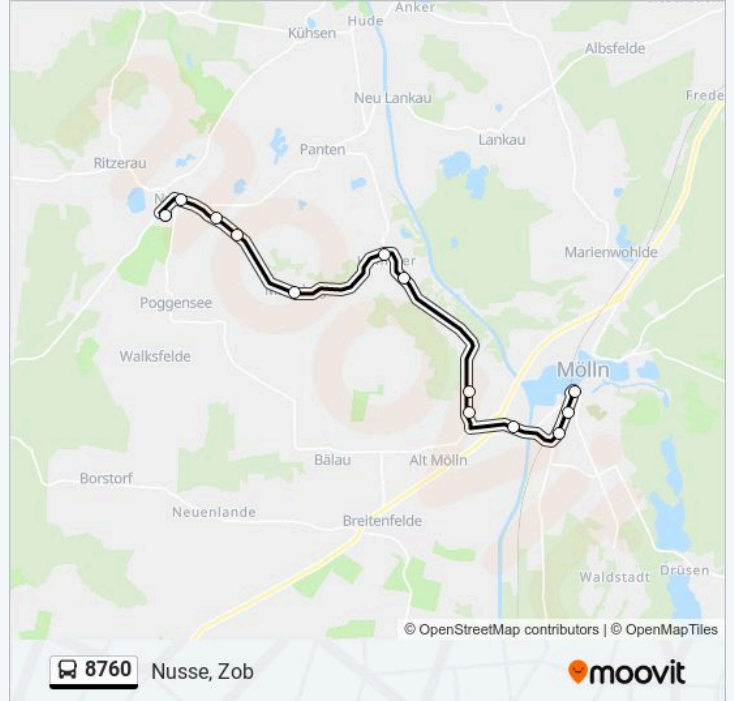 Anker
Hude
Kühsen
Albsfelde
Neu Lankau
Lankau
Panten
Ritzerau
Marienwohlde
Poggensee
Walksfelde
Mölln
Bälau
Alt Mölln
Borstorf
Neuenlande
Breitenfelde
Waldstadt
Drüsen
© OpenStreetMap contributors | © OpenMapTiles
8760 Nusse, Zob moovit